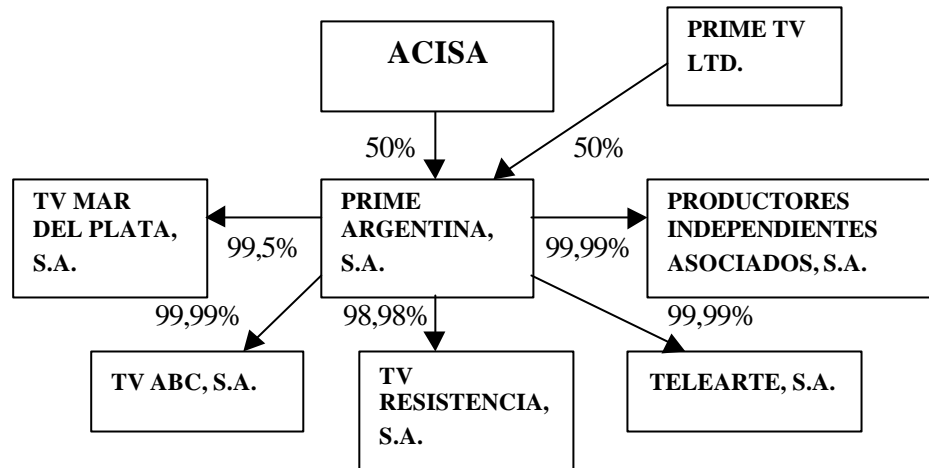 ACISA
PRIME TV
LTD.
50%
50%
TV MAR
DEL PLATA,
S.A.
99,5%
PRIME
ARGENTINA,
S.A.
99,99%
PRODUCTORES
INDEPENDIENTES
ASOCIADOS, S.A.
99,99%
98,98%
99,99%
TV ABC, S.A.
TV
RESISTENCIA,
S.A.
TELEARTE, S.A.